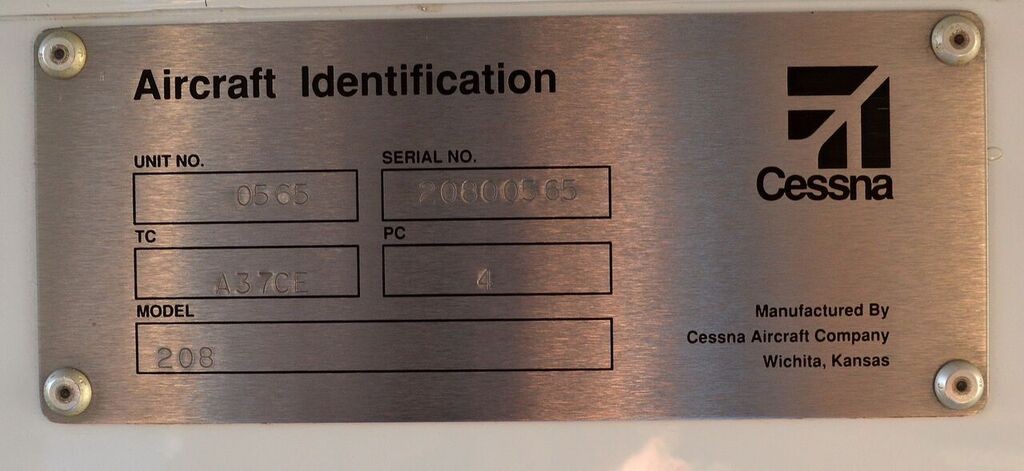 Aircraft Identification
UNIT NO.
0565
SERIAL NO.
20800565
TC
A37CE
PC
4
MODEL
208
Cessna
Manufactured By
Cessna Aircraft Company
Wichita, Kansas